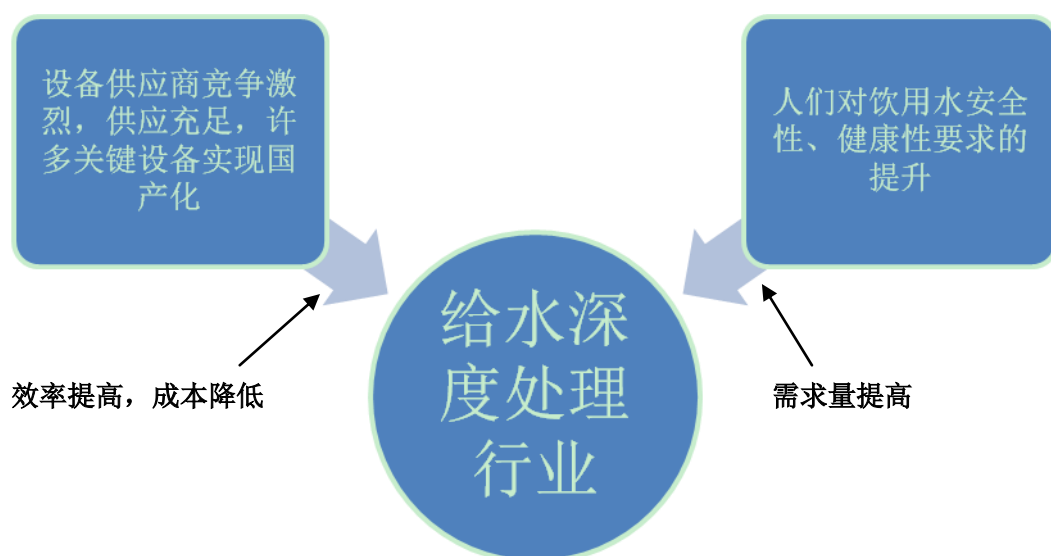 设备供应商竞争激
烈，供应充足，许
多关键设备实现国
产化
人们对饮用水安全
性、健康性要求的
提升
给水深
度处理
行业
效率提高，成本降低
需求量提高